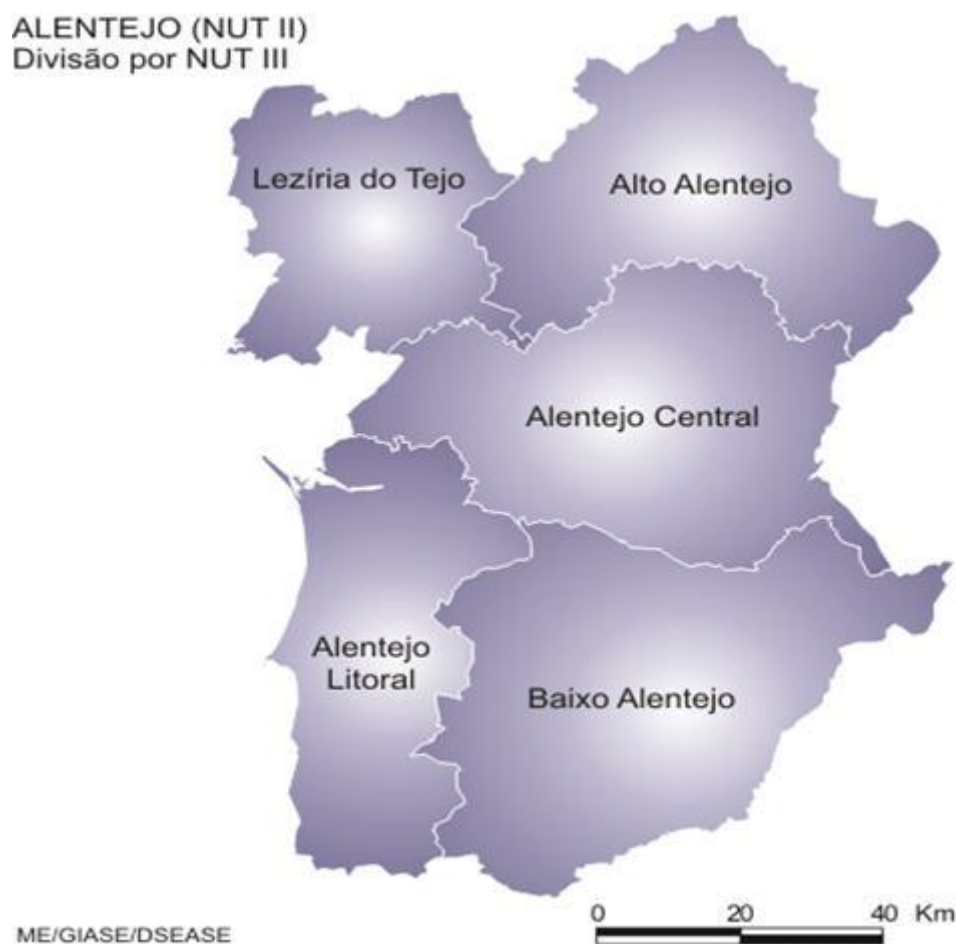 ALENTEJO (NUT II)
Divisão por NUT III
Lezíria do Tejo
Alto Alentejo
Alentejo Central
Alentejo
Litoral
Baixo Alentejo
0 20 40 Km
ME/GIASE/DSEASE